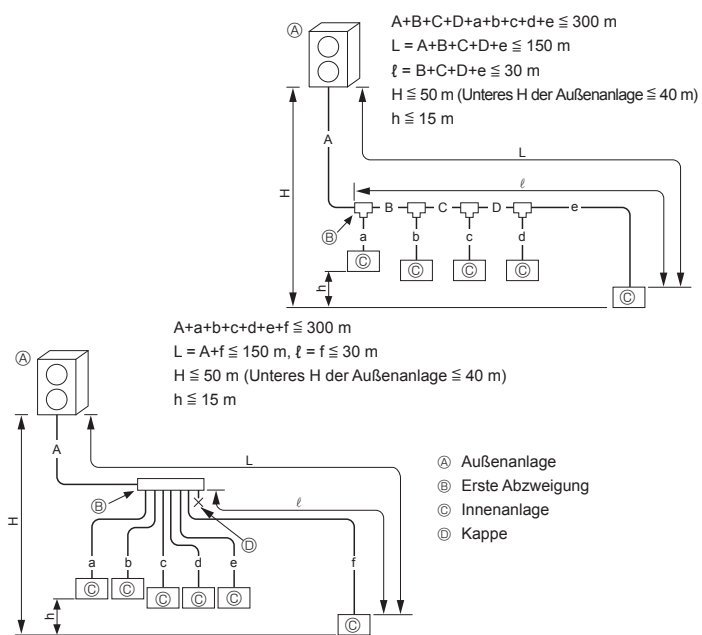 Ⓐ
A+B+C+D+a+b+c+d+e ≦ 300 m
L = A+B+C+D+e ≦ 150 m
ℓ = B+C+D+e ≦ 30 m
H ≦ 50 m (Unteres H der Außenanlage ≦ 40 m)
h ≦ 15 m
A
L
H
ℓ
B C D e
Ⓑ
a b c d
Ⓒ Ⓒ Ⓒ Ⓒ
h
Ⓒ
A+a+b+c+d+e+f ≦ 300 m
L = A+f ≦ 150 m, ℓ = f ≦ 30 m
H ≦ 50 m (Unteres H der Außenanlage ≦ 40 m)
h ≦ 15 m
Ⓐ
A
L
H
Ⓑ
ℓ
Ⓓ
a b c d e f
Ⓒ Ⓒ Ⓒ Ⓒ Ⓒ
h
Ⓒ
Ⓐ Außenanlage
Ⓑ Erste Abzweigung
Ⓒ Innenanlage
Ⓓ Kappe